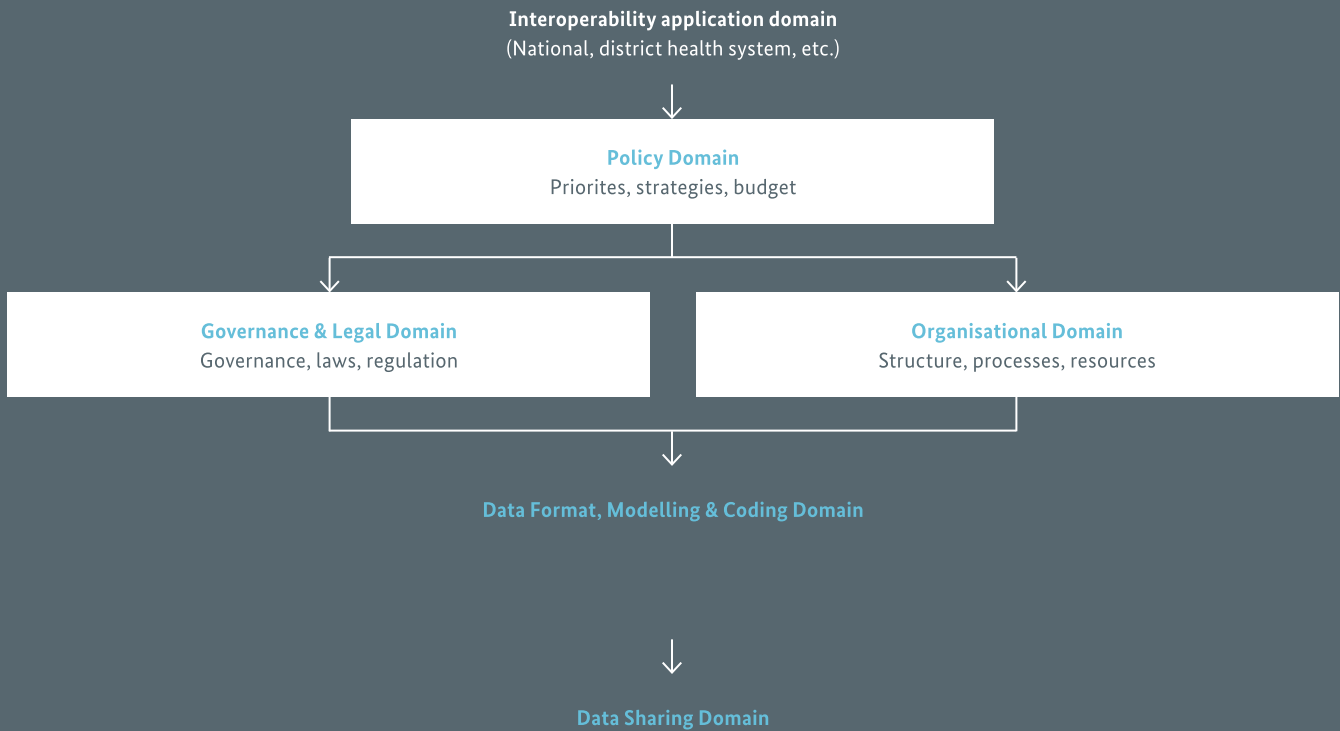 Interoperability application domain
(National, district health system, etc.)
Policy Domain
Priorites, strategies, budget
Governance & Legal Domain
Governance, laws, regulation
Organisational Domain
Structure, processes, resources
Data Format, Modelling & Coding Domain
Data Sharing Domain